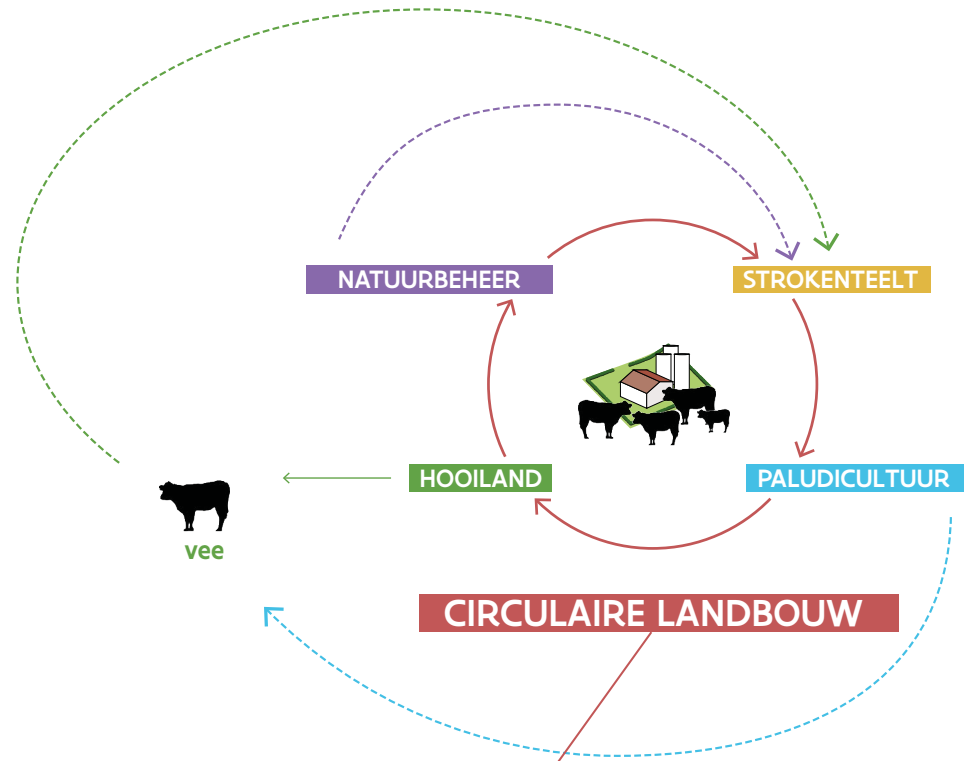 NATUURBEHEER
STROKENTEELT
HOOILAND
PALUDICULTUUR
vee
CIRCULAIRE LANDBOUW